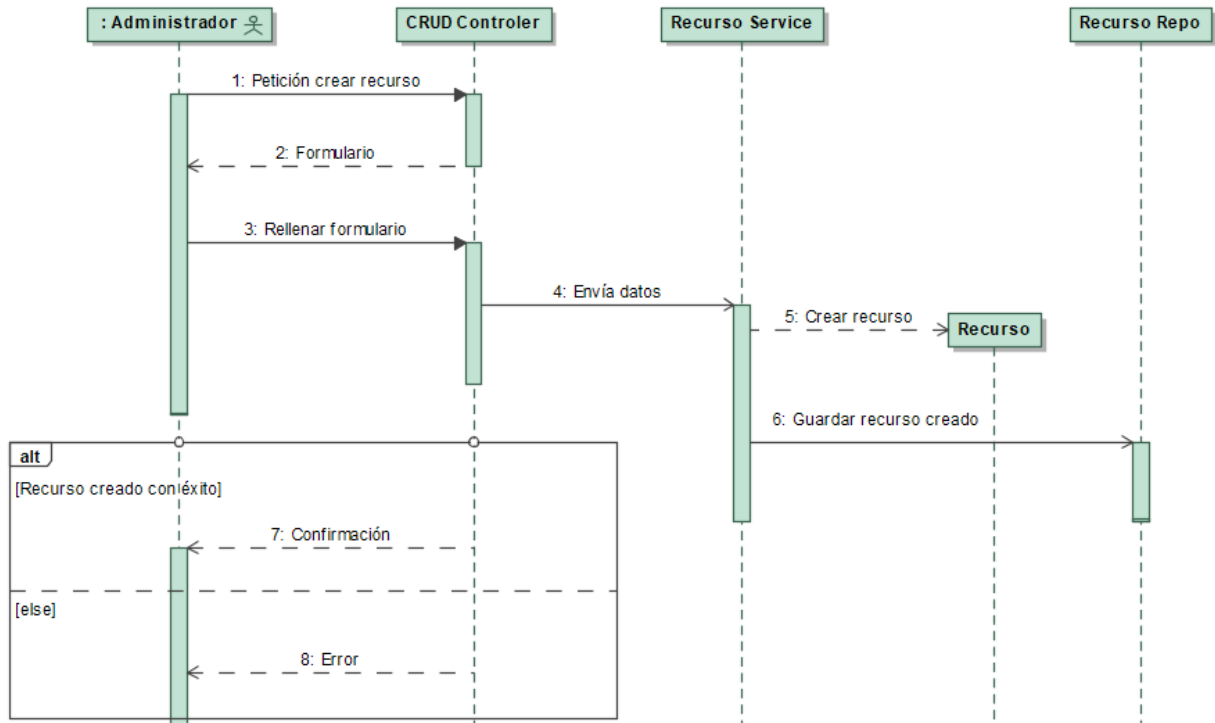 : Administrador
CRUD Controler
Recurso Service
Recurso Repo
1: Petición crear recurso
2: Formulario
3: Rellenar formulario
4: Envía datos
5: Crear recurso
Recurso
6: Guardar recurso creado
alt
[Recurso creado con éxito]
7: Confirmación
[else]
8: Error